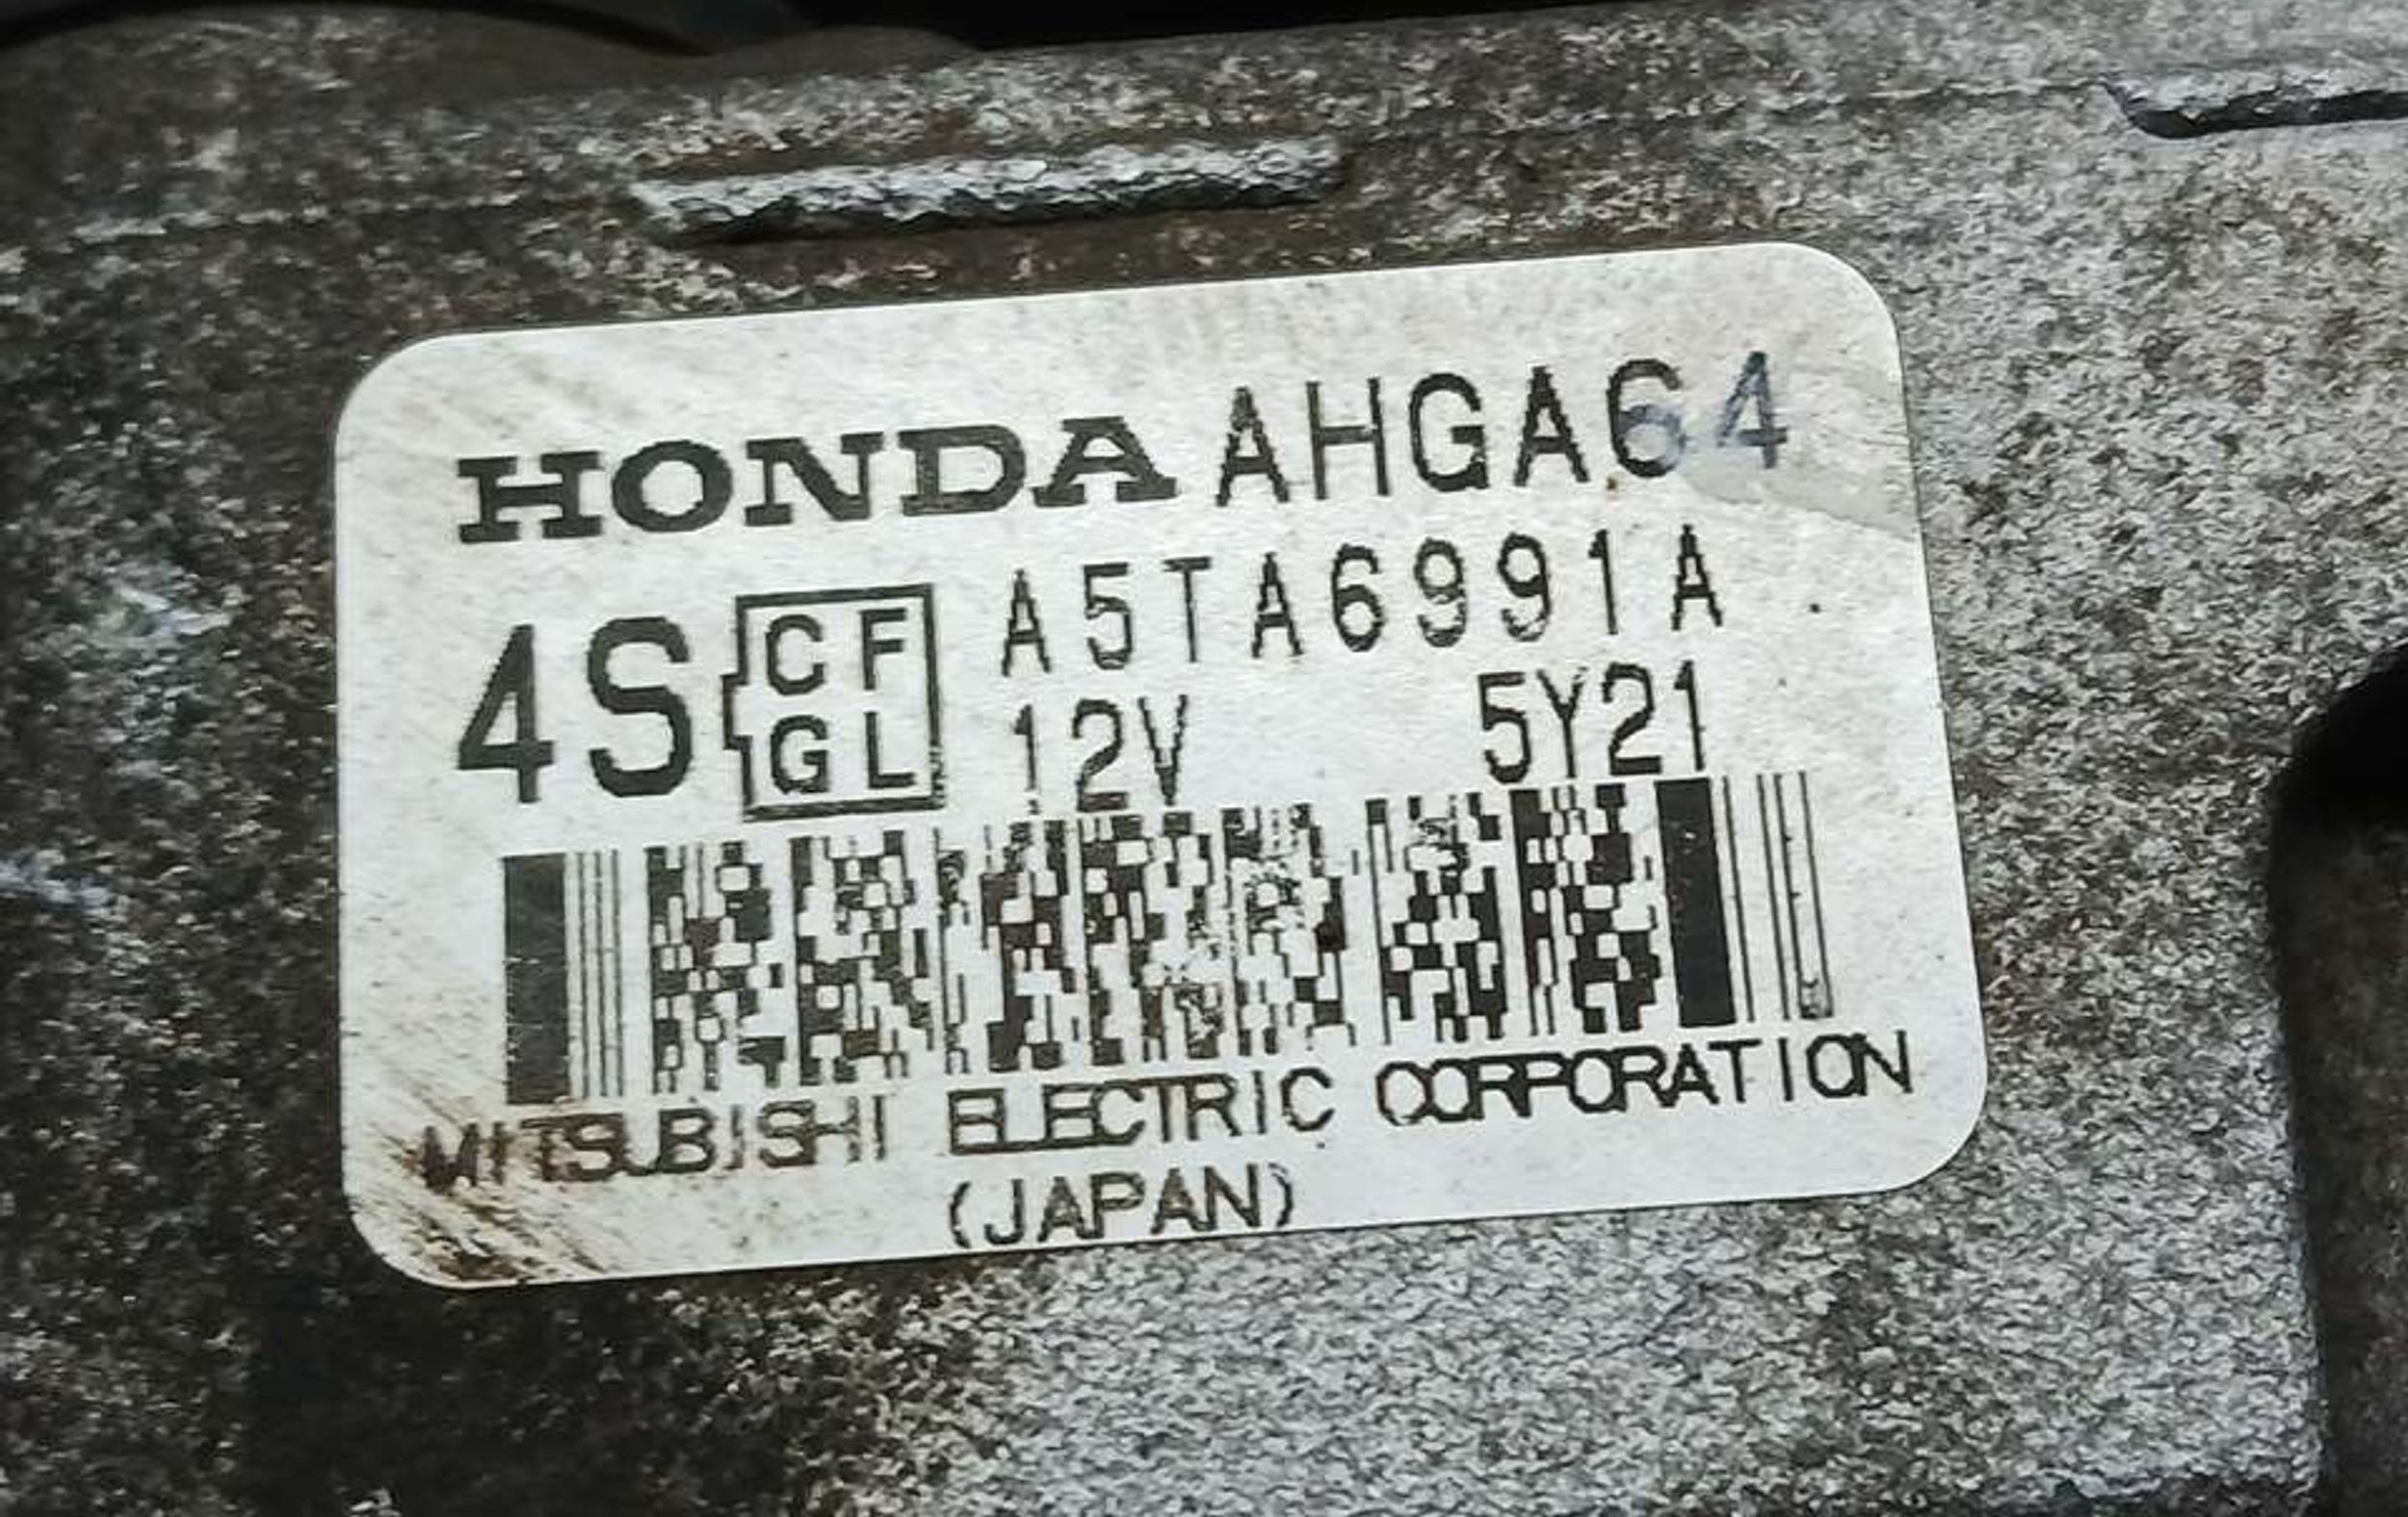 HONDA AHGA64
4S CF GL A5TA6991A
12V 5Y21
MITSUBISHI ELECTRIC CORPORATION
(JAPAN)